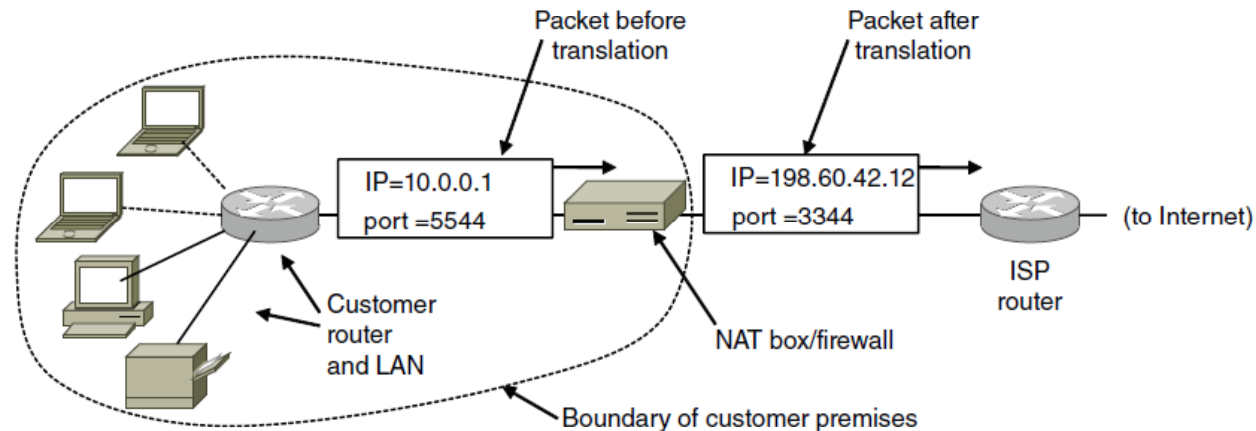 Packet before
translation
Packet after
translation
IP=10.0.0.1
port =5544
IP=198.60.42.12
port =3344
(to Internet)
ISP
router
Customer
router
and LAN
NAT box/firewall
Boundary of customer premises